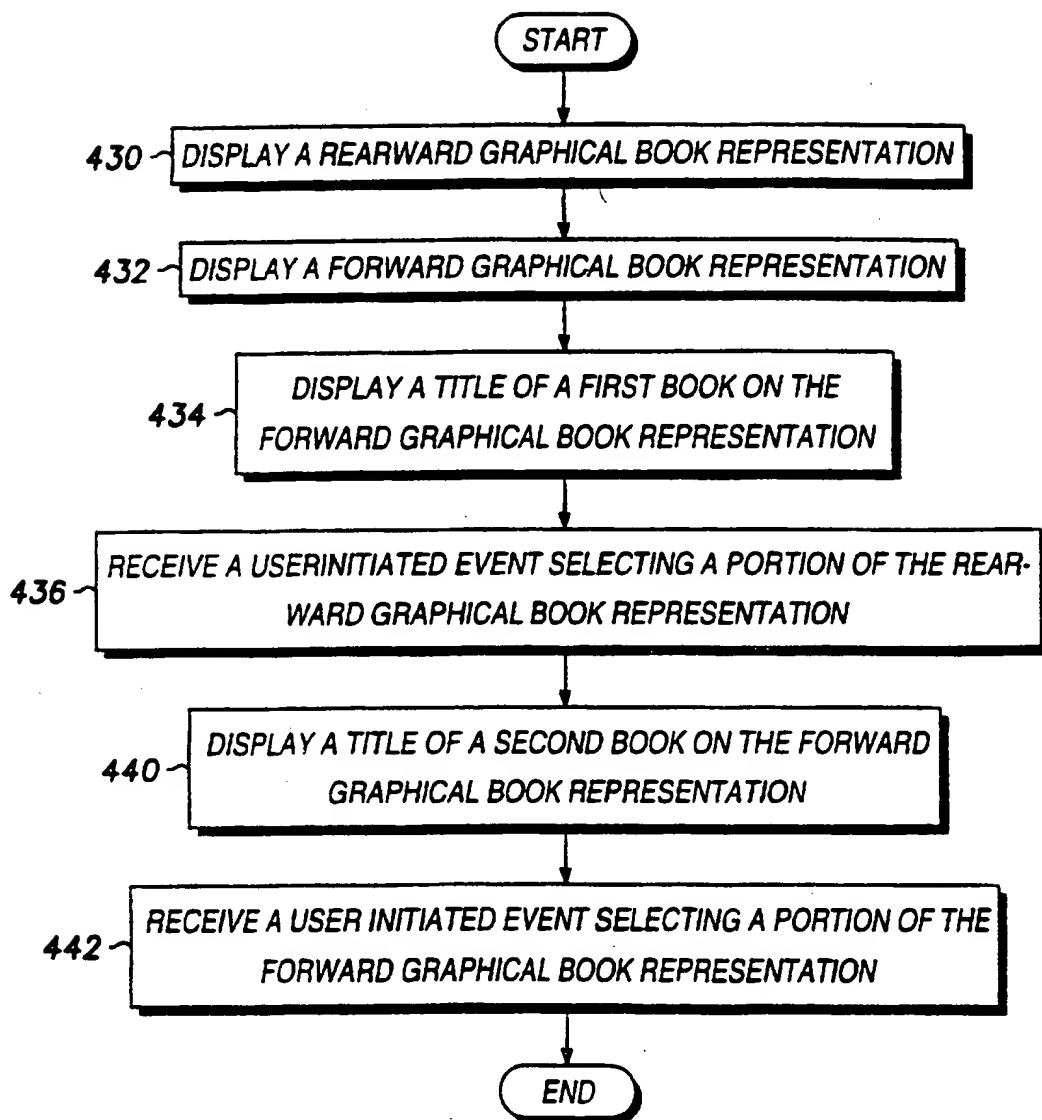 START
430 DISPLAY A REARWARD GRAPHICAL BOOK REPRESENTATION
432 DISPLAY A FORWARD GRAPHICAL BOOK REPRESENTATION
DISPLAY A TITLE OF A FIRST BOOK ON THE
434
FORWARD GRAPHICAL BOOK REPRESENTATION
RECEIVE A USERINITIATED EVENT SELECTING A PORTION OF THE REAR-
436
WARD GRAPHICAL BOOK REPRESENTATION
DISPLAY A TITLE OF A SECOND BOOK ON THE FORWARD
440
GRAPHICAL BOOK REPRESENTATION
RECEIVE A USER INITIATED EVENT SELECTING A PORTION OF THE
442
FORWARD GRAPHICAL BOOK REPRESENTATION
END